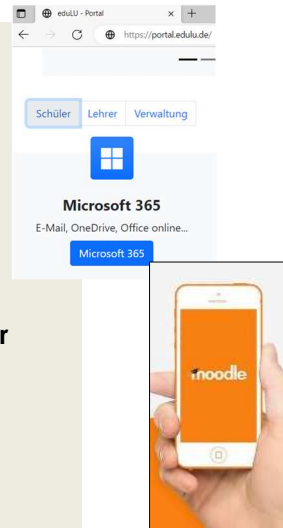 eduLU - Portal
https://portal.edulu.de/
Schüler Lehrer Verwaltung
Microsoft 365
E-Mail, OneDrive, Office online...
Microsoft 365
r
moodle